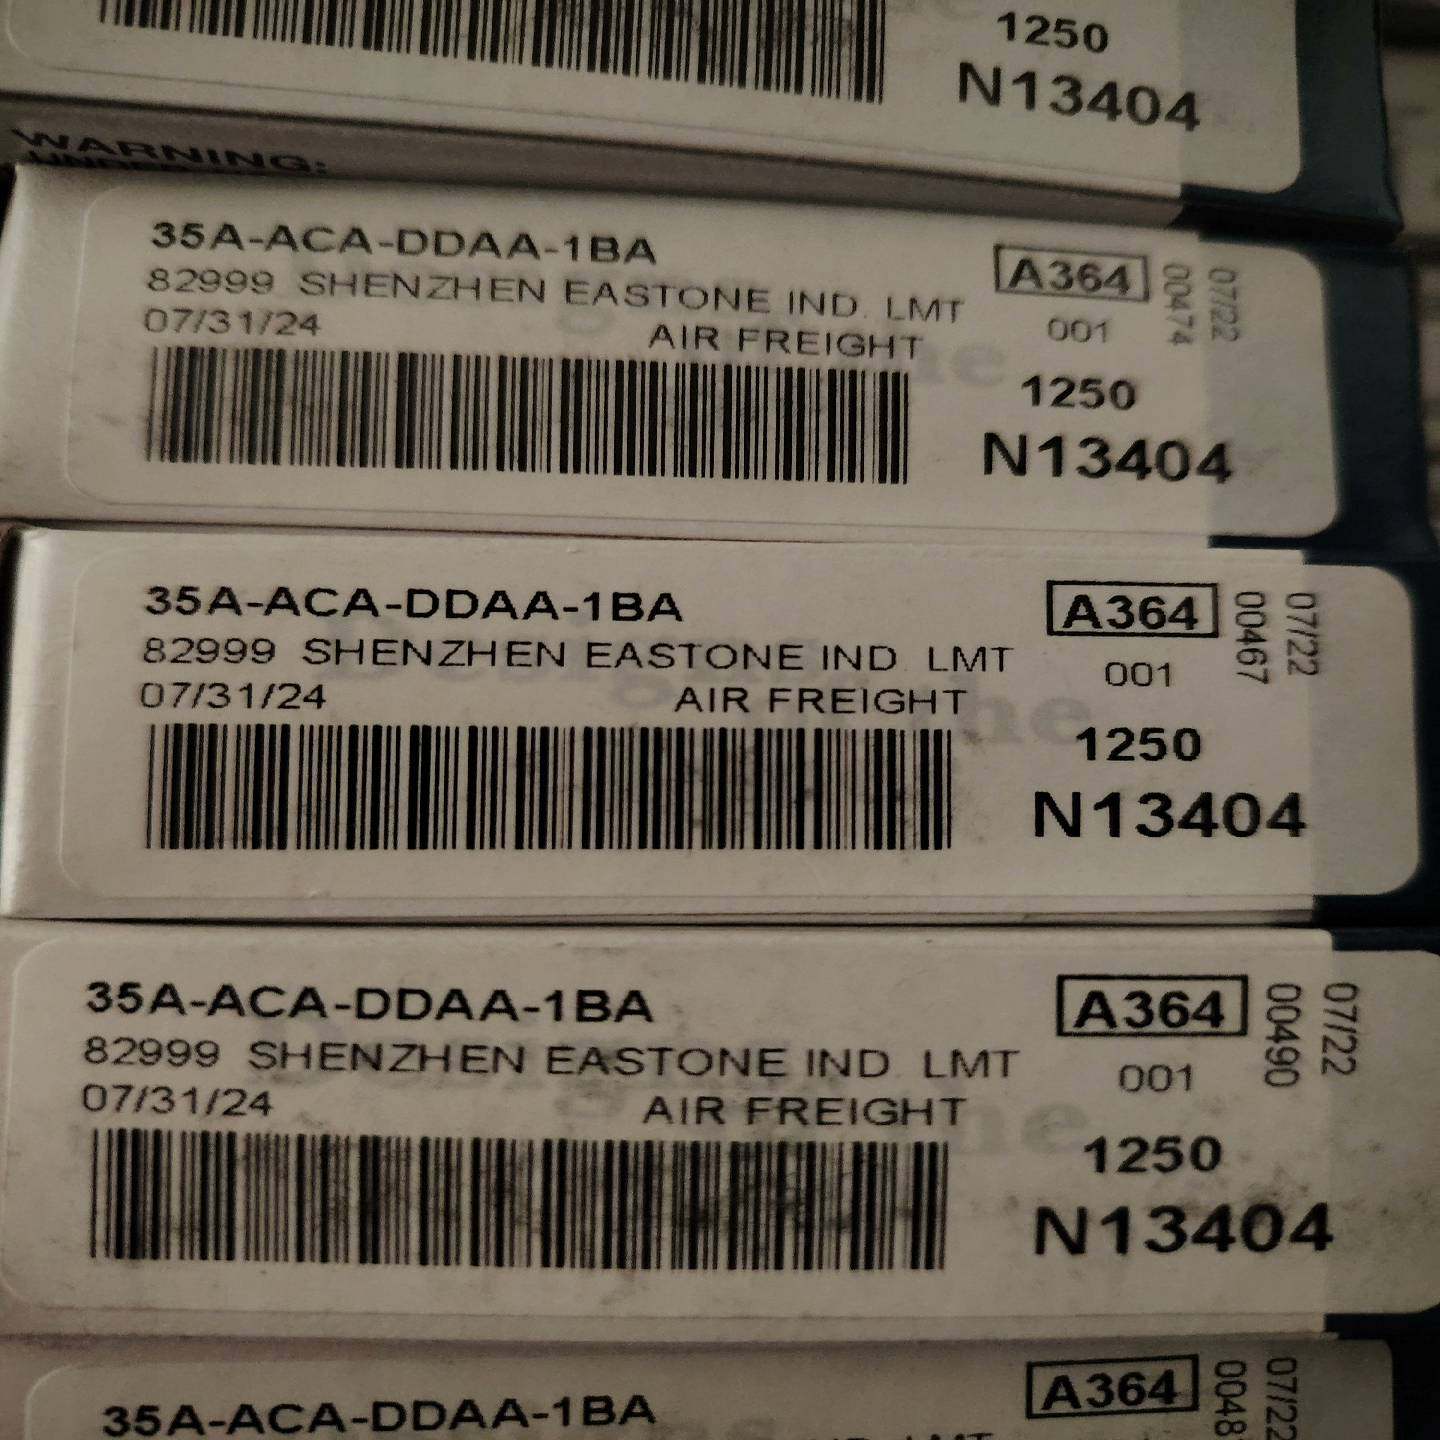 1250
N13404
WARNING:
35A-ACA-DDAA-1BA
82999 SHENZHEN EASTONE IND. LMT
07/31/24 AIR FREIGHT
A364
001
1250
N13404
00474
07/22
35A-ACA-DDAA-1BA
82999 SHENZHEN EASTONE IND LMT
07/31/24 AIR FREIGHT
A364
001
1250
N13404
00467
07/22
35A-ACA-DDAA-1BA
82999 SHENZHEN EASTONE IND LMT
07/31/24 AIR FREIGHT
A364
001
1250
N13404
00490
07/22
35A-ACA-DDAA-1BA
A364
0048
07/22